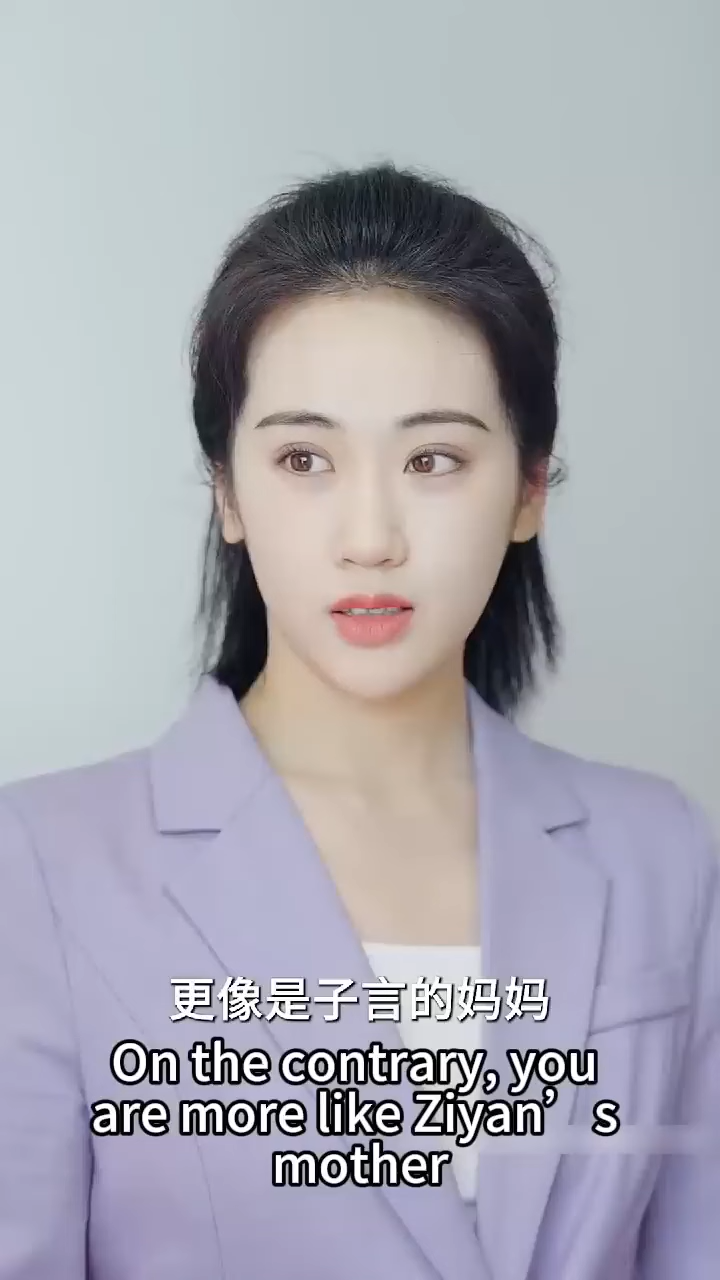 更像是子言的妈妈
On the contrary, you
are more like Ziyan’s
mother